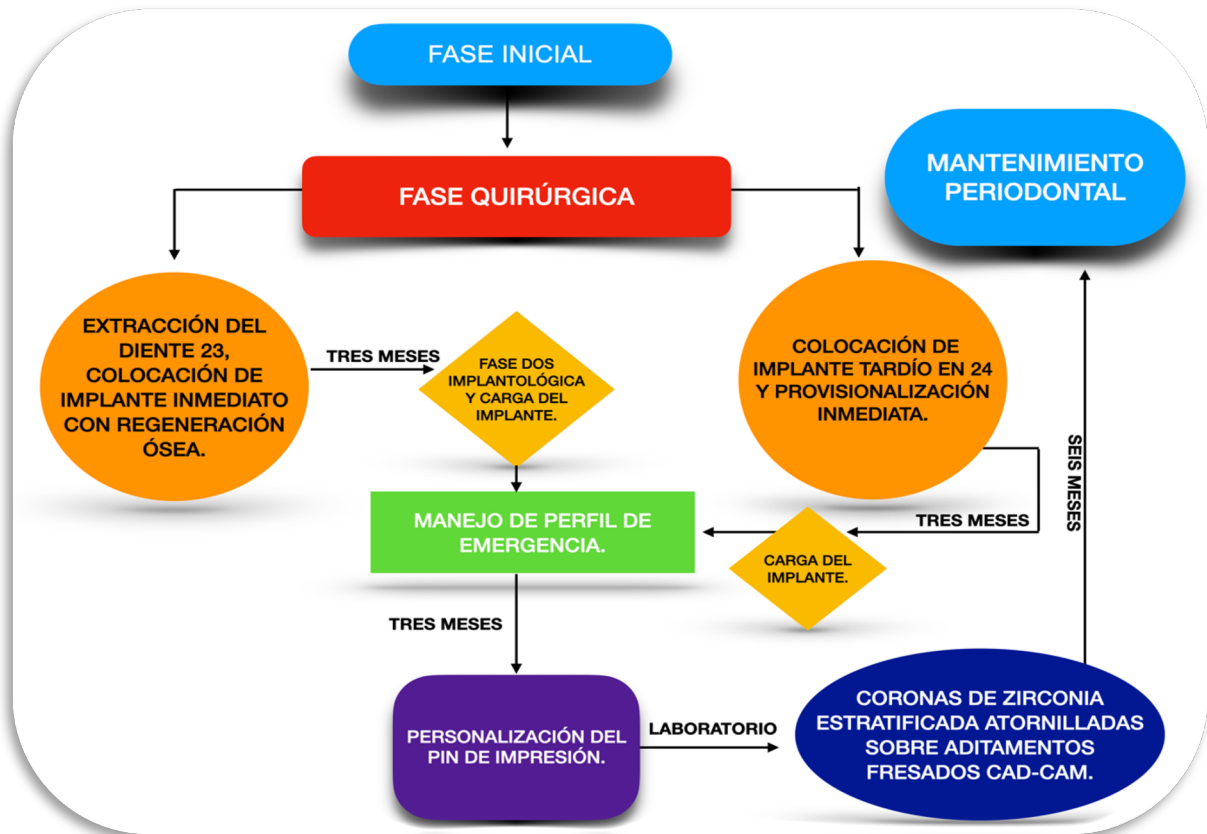 FASE INICIAL
FASE QUIRÚRGICA
MANTENIMIENTO
PERIODONTAL
EXTRACCIÓN DEL
DIENTE 23,
COLOCACIÓN DE
IMPLANTE INMEDIATO
CON REGENERACIÓN
ÓSEA.
TRES MESES
FASE DOS
IMPLANTOLÓGICA
Y CARGA DEL
IMPLANTE.
COLOCACIÓN DE
IMPLANTE TARDÍO EN 24
Y PROVISIONALIZACIÓN
INMEDIATA.
TRES MESES
CARGA DEL
IMPLANTE.
MANEJO DE PERFIL DE
EMERGENCIA.
TRES MESES
PERSONALIZACIÓN DEL
PIN DE IMPRESIÓN.
LABORATORIO
CORONAS DE ZIRCONIA
ESTRATIFICADA ATORNILLADAS
SOBRE ADITAMENTOS
FRESADOS CAD-CAM.
SEIS MESES